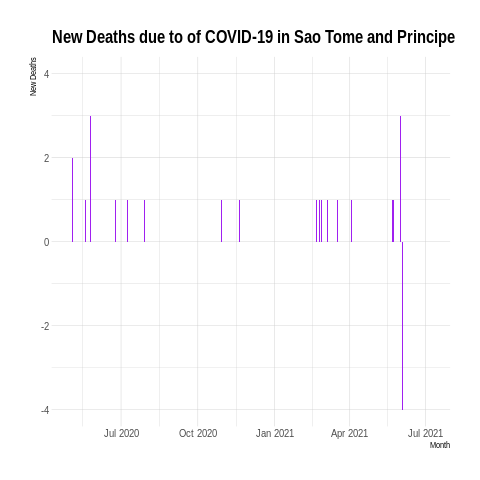 New Deaths due to of COVID-19 in Sao Tome and Principe
New Deaths
4
2
0
-2
-4
Jul 2020 Oct 2020 Jan 2021 Apr 2021 Jul 2021
Month